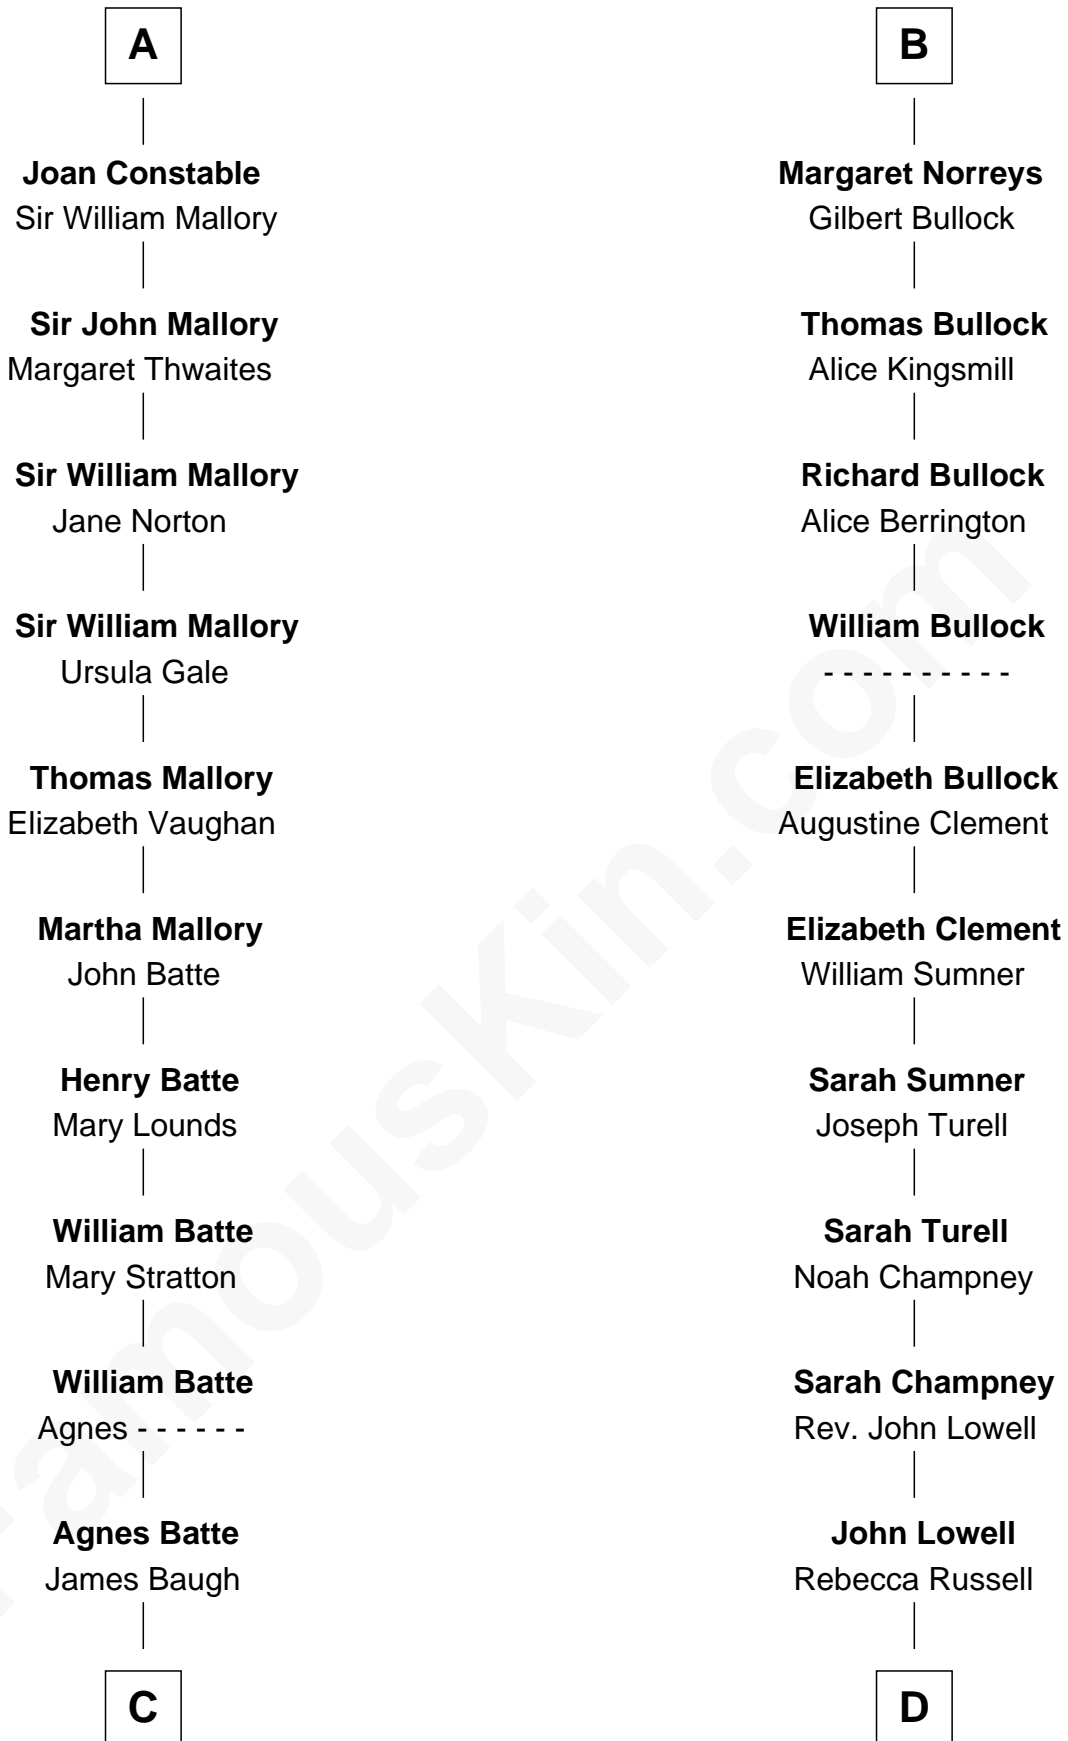 A
Joan Constable
Sir William Mallory
Sir John Mallory
Margaret Thwaites
Sir William Mallory
Jane Norton
Sir William Mallory
Ursula Gale
Thomas Mallory
Elizabeth Vaughan
Martha Mallory
John Batte
Henry Batte
Mary Lounds
William Batte
Mary Stratton
William Batte
Agnes - - - - - -
Agnes Batte
James Baugh
C
B
Margaret Norreys
Gilbert Bullock
Thomas Bullock
Alice Kingsmill
Richard Bullock
Alice Berrington
William Bullock
- - - - - - - - - -
Elizabeth Bullock
Augustine Clement
Elizabeth Clement
William Sumner
Sarah Sumner
Joseph Turell
Sarah Turell
Noah Champney
Sarah Champney
Rev. John Lowell
John Lowell
Rebecca Russell
D
FamousKin.com